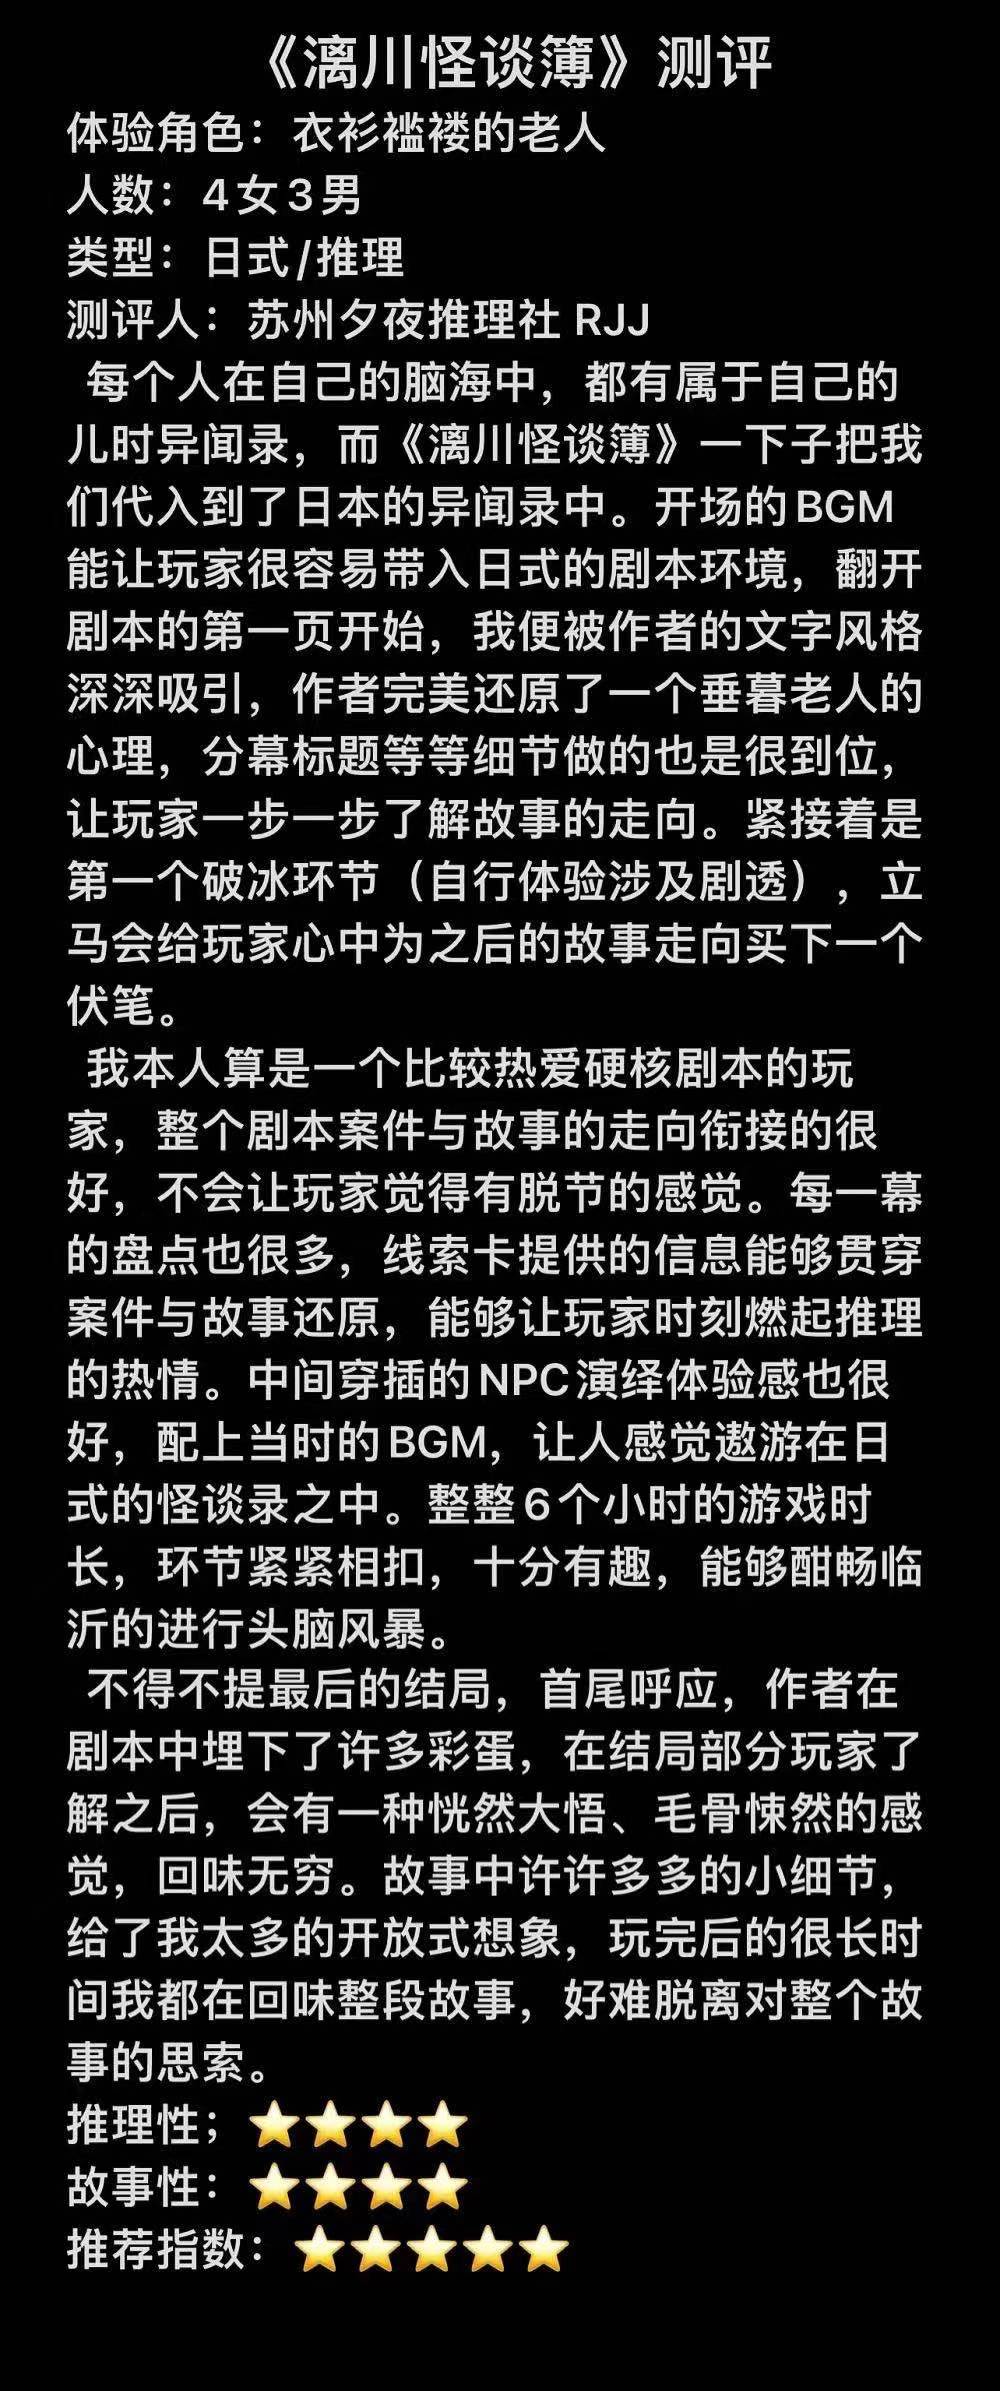 《漓川怪谈簿》测评
体验角色：衣衫褴褛的老人
人数：4女3男
类型：日式/推理
测评人：苏州夕夜推理社 RJJ
每个人在自己的脑海中，都有属于自己的
儿时异闻录，而《漓川怪谈簿》一下子把我
们代入到了日本的异闻录中。开场的BGM
能让玩家很容易带入日式的剧本环境，翻开
剧本的第一页开始，我便被作者的文字风格
深深吸引，作者完美还原了一个垂暮老人的
心理，分幕标题等等细节做的也是很到位，
让玩家一步一步了解故事的走向。紧接着是
第一个破冰环节（自行体验涉及剧透），立
马会给玩家心中为之后的故事走向买下一个
伏笔。
我本人算是一个比较热爱硬核剧本的玩
家，整个剧本案件与故事的走向衔接的很
好，不会让玩家觉得有脱节的感觉。每一幕
的盘点也很多，线索卡提供的信息能够贯穿
案件与故事还原，能够让玩家时刻燃起推理
的热情。中间穿插的NPC演绎体验感也很
好，配上当时的BGM，让人感觉遨游在日
式的怪谈录之中。整整6个小时的游戏时
长，环节紧紧相扣，十分有趣，能够酣畅临
沂的进行头脑风暴。
不得不提最后的结局，首尾呼应，作者在
剧本中埋下了许多彩蛋，在结局部分玩家了
解之后，会有一种恍然大悟、毛骨悚然的感
觉，回味无穷。故事中许许多多的小细节，
给了我太多的开放式想象，玩完后的很长时
间我都在回味整段故事，好难脱离对整个故
事的思索。
推理性；⭐⭐⭐⭐
故事性：⭐⭐⭐⭐
推荐指数：⭐⭐⭐⭐⭐